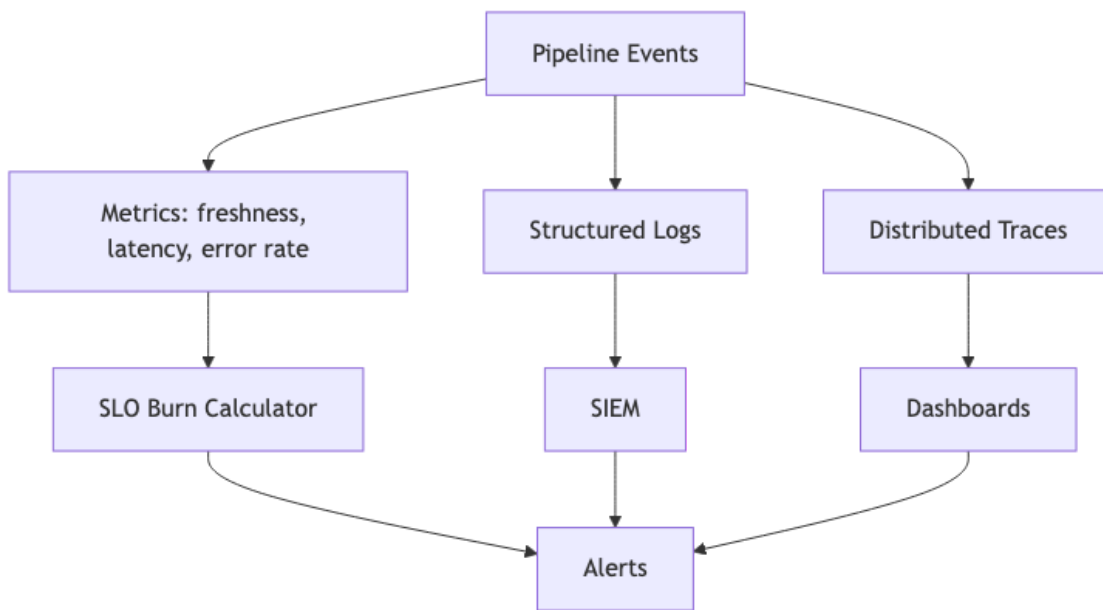 Pipeline Events
Metrics: freshness,
latency, error rate
Structured Logs
Distributed Traces
SLO Burn Calculator
SIEM
Dashboards
Alerts